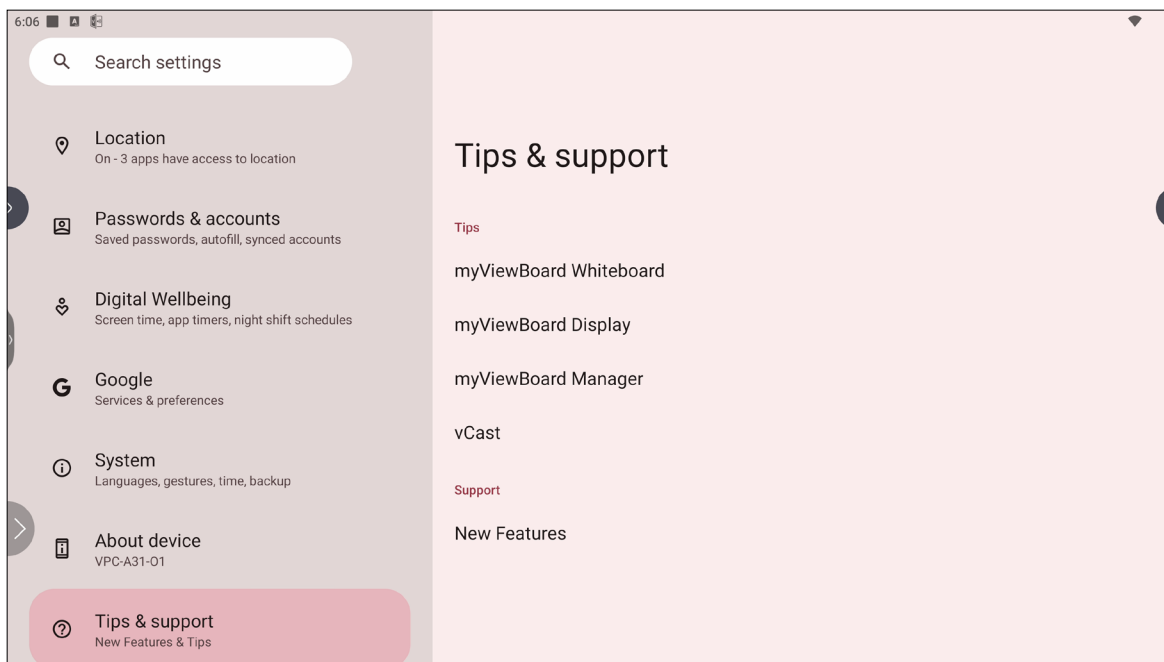 6:06
Search settings
Location
On - 3 apps have access to location
Passwords & accounts
Saved passwords, autofill, synced accounts
Digital Wellbeing
Screen time, app timers, night shift schedules
Google
Services & preferences
System
Languages, gestures, time, backup
About device
VPC-A31-O1
Tips & support
New Features & Tips
Tips & support
Tips
myViewBoard Whiteboard
myViewBoard Display
myViewBoard Manager
vCast
Support
New Features